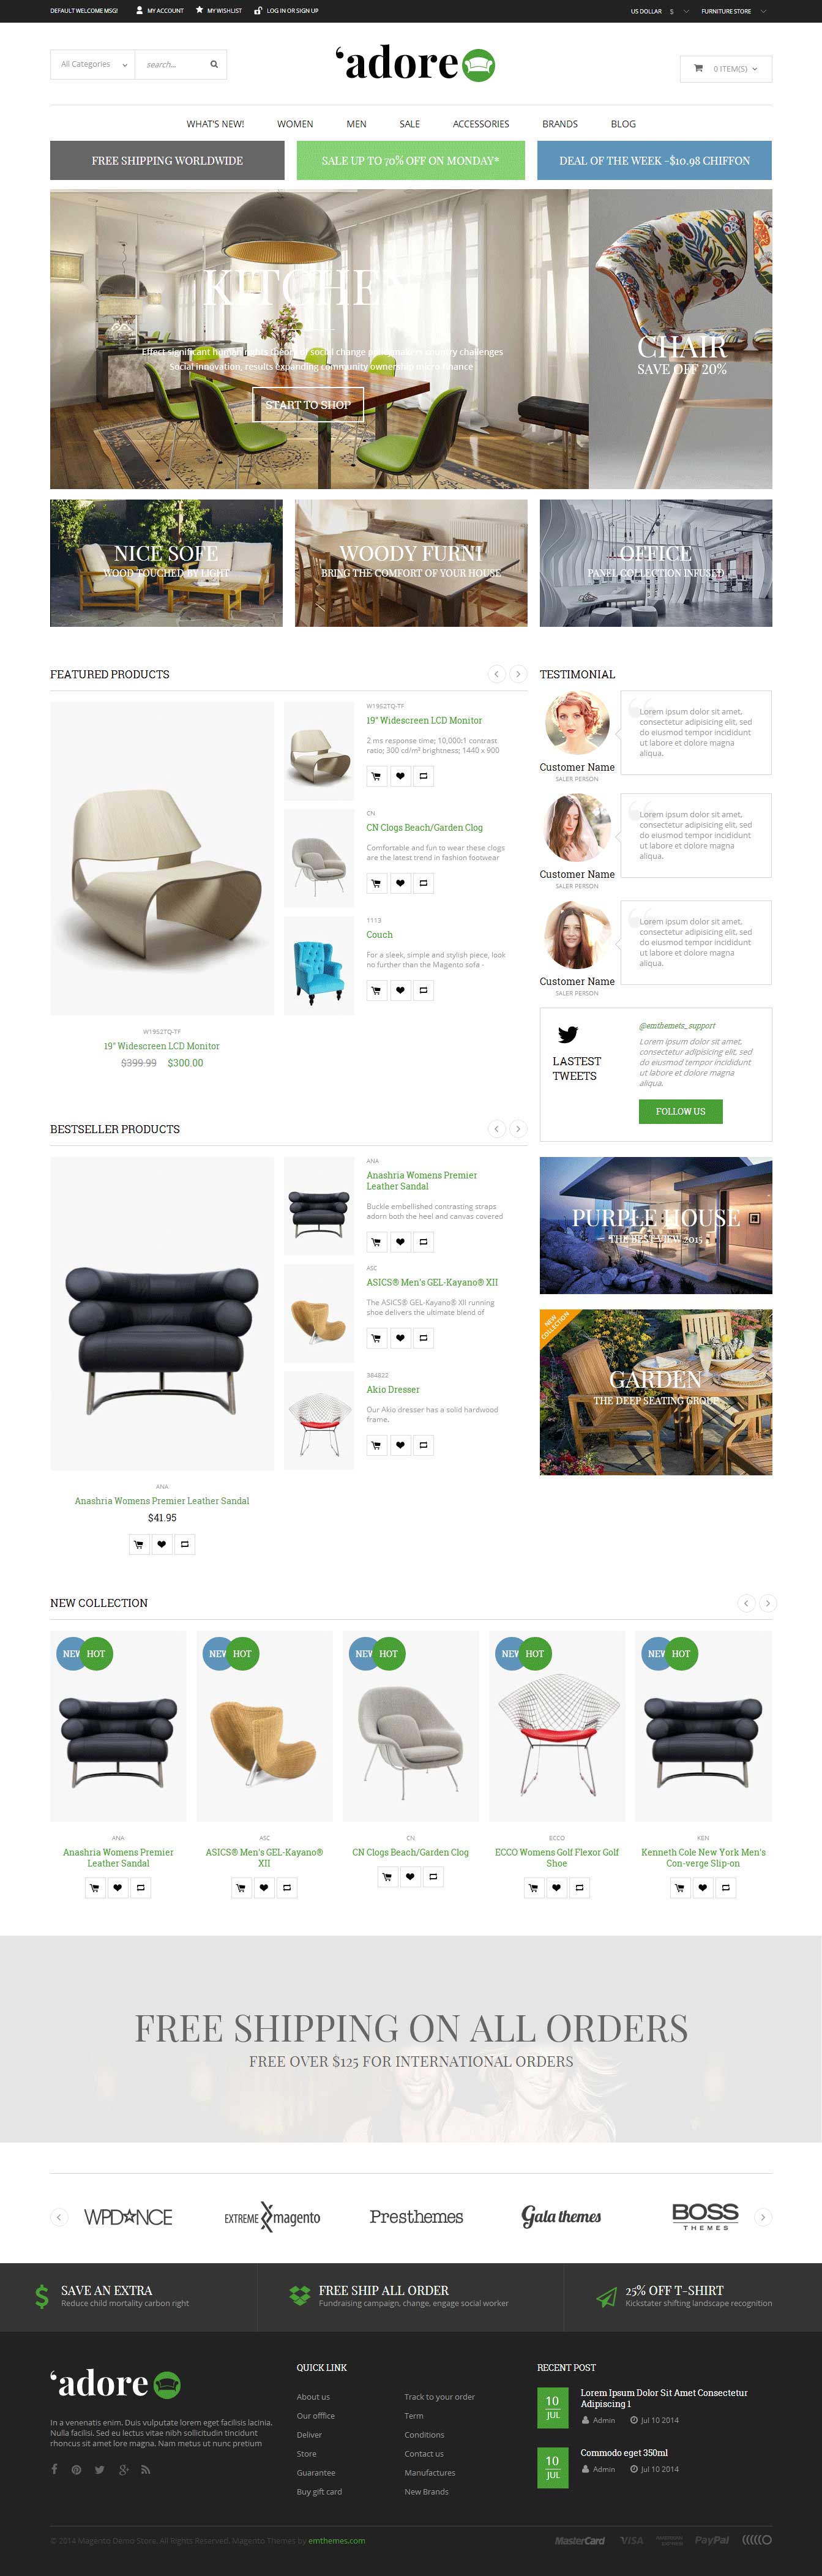 DEFAULT WELCOME MSG!
MY ACCOUNT
MY WISHLIST
LOG IN OR SIGN UP
US DOLLAR $
FURNITURE STORE
All Categories
search...
'adore
0 ITEM(S)
WHAT'S NEW!
WOMEN
MEN
SALE
ACCESSORIES
BRANDS
BLOG
FREE SHIPPING WORLDWIDE
SALE UP TO 70% OFF ON MONDAY*
DEAL OF THE WEEK -$10.98 CHIFFON
KITCHEN
Effect significant human rights theory of social change policymakers country challenges
Social innovation, results expanding community ownership microfinance
START TO SHOP
CHAIR
SAVE OFF 20%
NICE SOFE
WOOD TOUCHED BY LIGHT
WOODY FURNI
BRING THE COMFORT OF YOUR HOUSE
OFFICE
PANEL COLLECTION INFUSED
FEATURED PRODUCTS
W1952TQ-TF
19" Widescreen LCD Monitor
$399.99 $300.00
W1952TQ-TF
19" Widescreen LCD Monitor
2 ms response time; 10,000:1 contrast
ratio; 300 cd/m² brightness; 1440 x 900
CN
CN Clogs Beach/Garden Clog
Comfortable and fun to wear these clogs
are the latest trend in fashion footwear
1113
Couch
For a sleek, simple and stylish piece, look
no further than the Magento sofa -
TESTIMONIAL
Customer Name
SALER PERSON
Lorem ipsum dolor sit amet,
consectetur adipisicing elit, sed
do eiusmod tempor incididunt
ut labore et dolore magna
aliqua.
Customer Name
SALER PERSON
Lorem ipsum dolor sit amet,
consectetur adipisicing elit, sed
do eiusmod tempor incididunt
ut labore et dolore magna
aliqua.
Customer Name
SALER PERSON
Lorem ipsum dolor sit amet,
consectetur adipisicing elit, sed
do eiusmod tempor incididunt
ut labore et dolore magna
aliqua.
LASTEST
TWEETS
@emthemets_support
Lorem ipsum dolor sit amet,
consectetur adipisicing elit, sed
do eiusmod tempor incididunt
ut labore et dolore magna
aliqua.
FOLLOW US
BESTSELLER PRODUCTS
ANA
Anashria Womens Premier Leather Sandal
$41.95
ANA
Anashria Womens Premier
Leather Sandal
Buckle embellished contrasting straps
adorn both the heel and canvas covered
ASC
ASICS® Men's GEL-Kayano® XII
The ASICS® GEL-Kayano® XII running
shoe delivers the ultimate blend of
384822
Akio Dresser
Our Akio dresser has a solid hardwood
frame.
PURPLE HOUSE
THE BEST VIEW 2015
NEW
COLLECTION
GARDEN
THE DEEP SEATING GROUP
NEW COLLECTION
NEW HOT
NEW HOT
NEW HOT
NEW HOT
NEW HOT
ANA
Anashria Womens Premier
Leather Sandal
ASC
ASICS® Men's GEL-Kayano®
XII
CN
CN Clogs Beach/Garden Clog
ECCO
ECCO Womens Golf Flexor Golf
Shoe
KEN
Kenneth Cole New York Men's
Con-verge Slip-on
FREE SHIPPING ON ALL ORDERS
FREE OVER $125 FOR INTERNATIONAL ORDERS
WPDANCE
EXTREME magento
Presthemes
Gala themes
BOSS
THEMES
SAVE AN EXTRA
Reduce child mortality carbon right
FREE SHIP ALL ORDER
Fundraising campaign, change, engage social worker
25% OFF T-SHIRT
Kickstater shifting landscape recognition
'adore
In a venenatis enim. Duis vulputate lorem eget facilisis lacinia.
Nulla facilisi. Sed eu lectus vitae nibh sollicitudin tincidunt
rhoncus sit amet lore magna. Nam metus ut nunc pretium
QUICK LINK
About us
Our offfice
Deliver
Store
Guarantee
Buy gift card
Track to your order
Term
Conditions
Contact us
Manufactures
New Brands
RECENT POST
10
JUL
Lorem Ipsum Dolor Sit Amet Consectetur
Adipiscing 1
Admin
Jul 10 2014
10
JUL
Commodo eget 350ml
Admin
Jul 10 2014
© 2014 Magento Demo Store. All Rights Reserved. Magento Themes by emthemes.com
MasterCard
VISA
AMERICAN
EXPRESS
PayPal